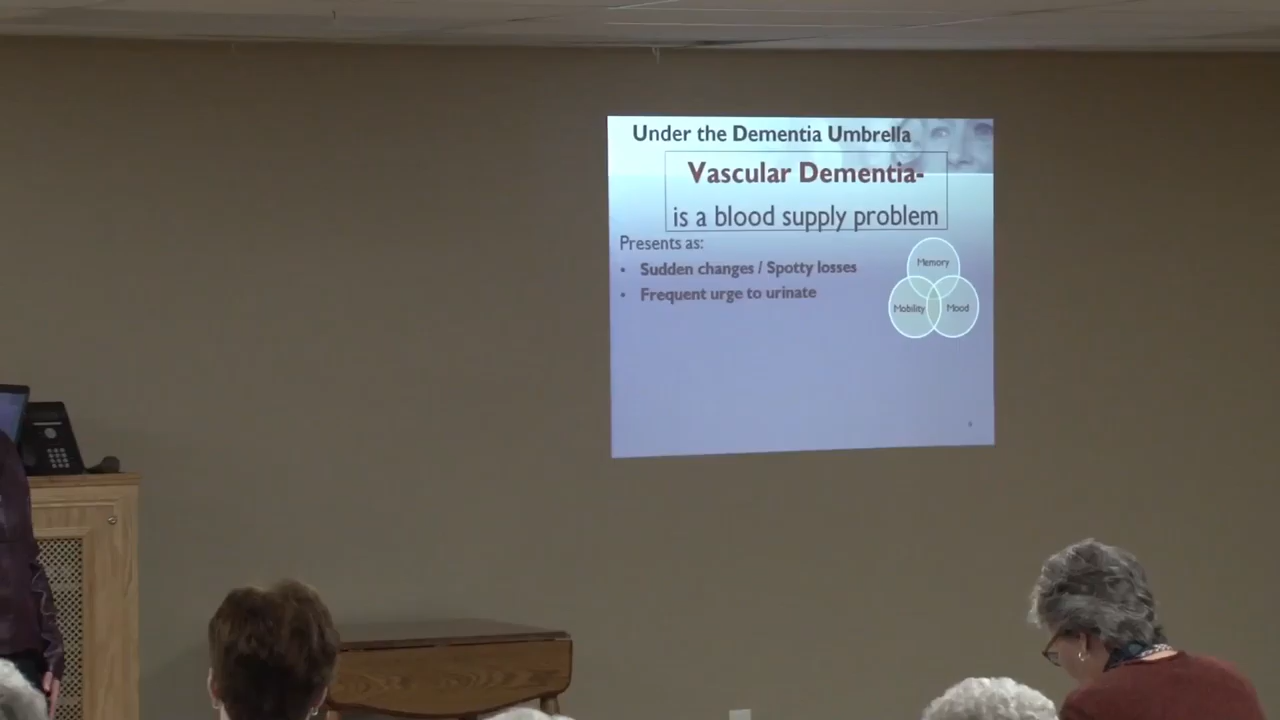 Under the Dementia Umbrella
Vascular Dementia-
is a blood supply problem
Presents as:
• Sudden changes / Spotty losses
• Frequent urge to urinate
Memory
Mobility
Mood